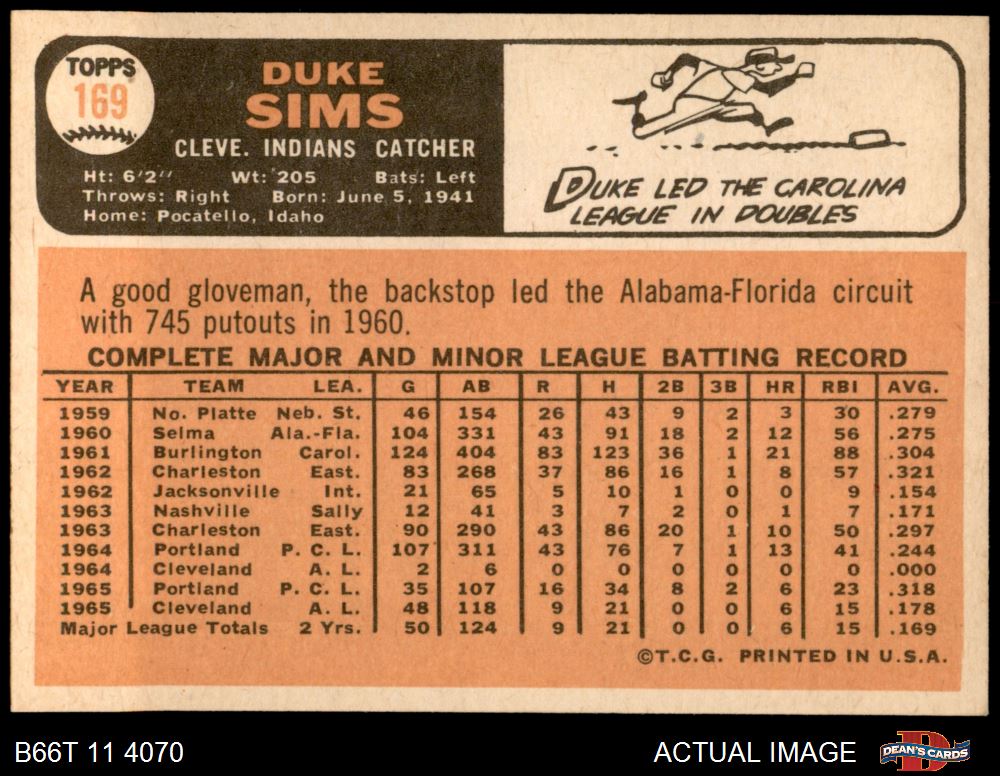 TOPPS
169
DUKE
SIMS
CLEVE. INDIANS CATCHER
Ht: 6'2" Wt: 205 Bats: Left
Throws: Right Born: June 5, 1941
Home: Pocatello, Idaho
DUKE LED THE CAROLINA
LEAGUE IN DOUBLES
A good gloveman, the backstop led the Alabama-Florida circuit
with 745 putouts in 1960.
COMPLETE MAJOR AND MINOR LEAGUE BATTING RECORD
YEAR TEAM LEA. G AB R H 2B 3B HR RBI AVG.
1959 No. Platte Neb. St. 46 154 26 43 9 2 3 30 .279
1960 Selma Ala.-Fla. 104 331 43 91 18 2 12 56 .275
1961 Burlington Carol. 124 404 83 123 36 1 21 88 .304
1962 Charleston East. 83 268 37 86 16 1 8 57 .321
1962 Jacksonville Int. 21 65 5 10 1 0 0 9 .154
1963 Nashville Sally 12 41 3 7 2 0 1 7 .171
1963 Charleston East. 90 290 43 86 20 1 10 50 .297
1964 Portland P. C. L. 107 311 43 76 7 1 13 41 .244
1964 Cleveland A. L. 2 6 0 0 0 0 0 0 .000
1965 Portland P. C. L. 35 107 16 34 8 2 6 23 .318
1965 Cleveland A. L. 48 118 9 21 0 0 6 15 .178
Major League Totals 2 Yrs. 50 124 9 21 0 0 6 15 .169
©T.C.G. PRINTED IN U.S.A.
B66T 11 4070
ACTUAL IMAGE
D
DEAN'S CARDS